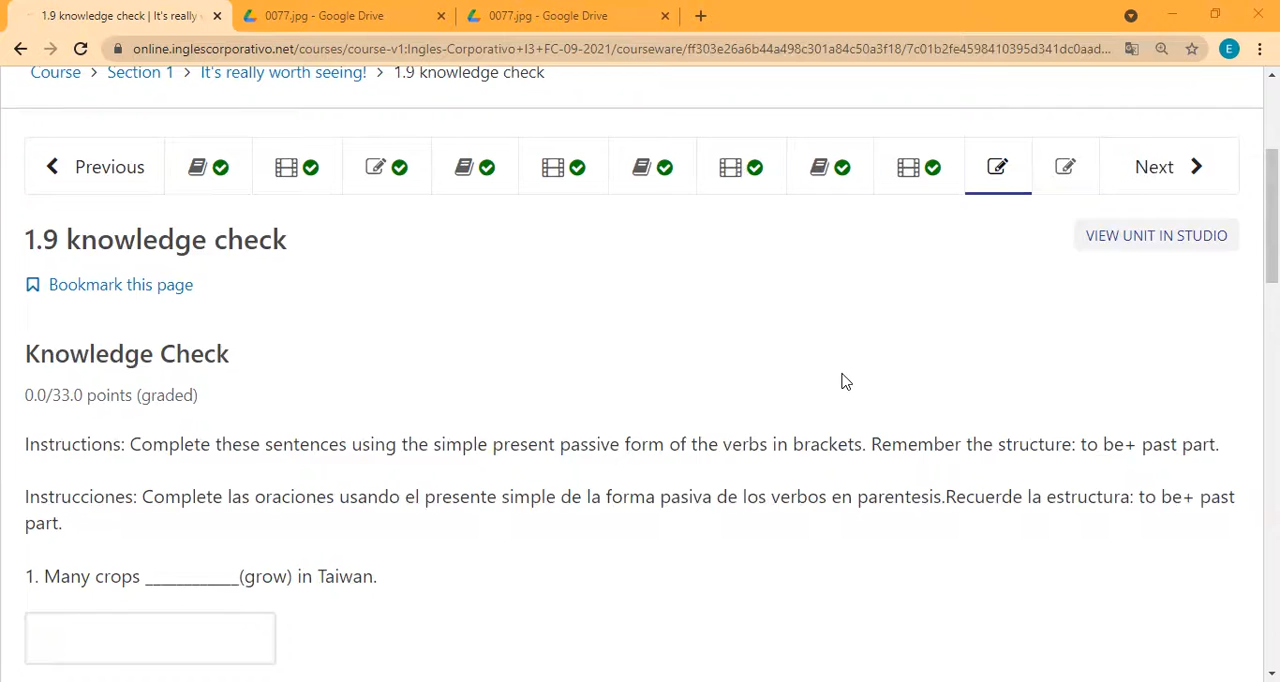 1.9 knowledge check | It's really
0077.jpg - Google Drive
0077.jpg - Google Drive
online.inglescorporativo.net/courses/course-v1:Ingles-Corporativo+I3+FC-09-2021/courseware/ff303e26a6b44a498c301a84c50a3f18/7c01b2fe4598410395d341dc0aad...
E
Course > Section 1 > It's really worth seeing! > 1.9 knowledge check
Previous
Next
1.9 knowledge check
VIEW UNIT IN STUDIO
Bookmark this page
Knowledge Check
0.0/33.0 points (graded)
Instructions: Complete these sentences using the simple present passive form of the verbs in brackets. Remember the structure: to be+ past part.
Instrucciones: Complete las oraciones usando el presente simple de la forma pasiva de los verbos en parentesis.Recuerde la estructura: to be+ past
part.
1. Many crops ___________(grow) in Taiwan.